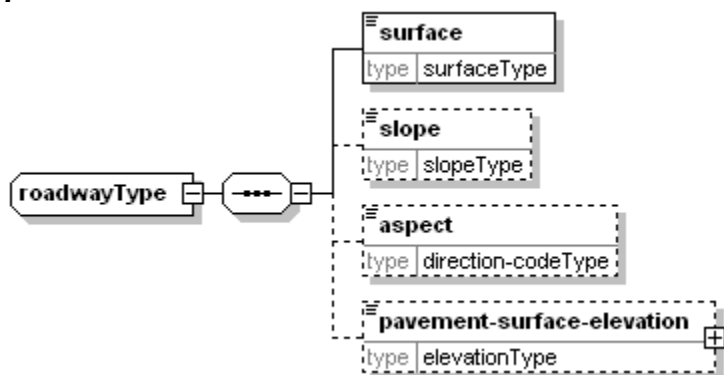 surface
type surfaceType
slope
type slopeType
roadwayType
aspect
type direction-codeType
pavement-surface-elevation
type elevationType